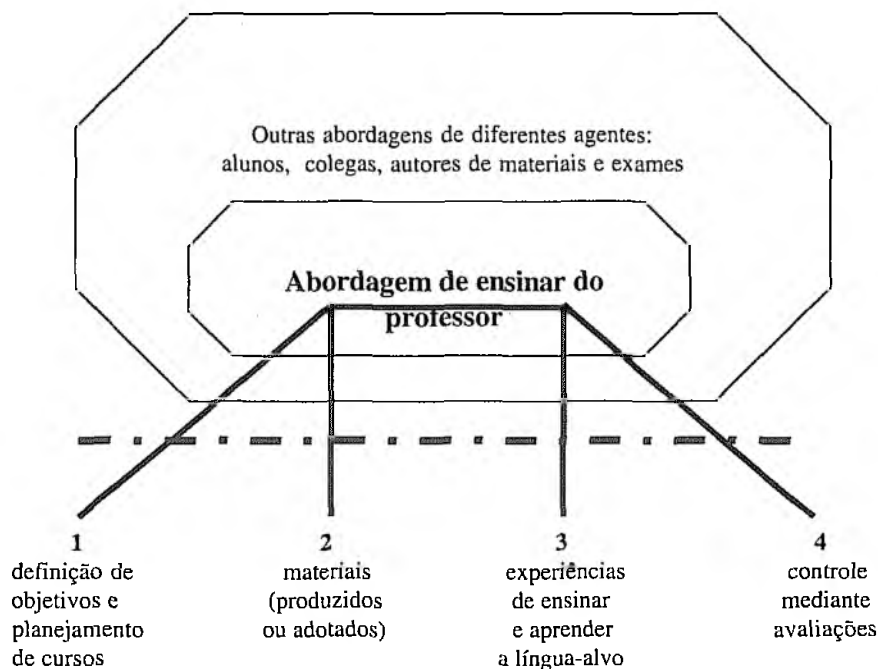 Outras abordagens de diferentes agentes:
alunos, colegas, autores de materiais e exames
Abordagem de ensinar do
professor
1
definição de
objetivos e
planejamento
de cursos
2
materiais
(produzidos
ou adotados)
3
experiências
de ensinar
e aprender
a língua-alvo
4
controle
mediante
avaliações